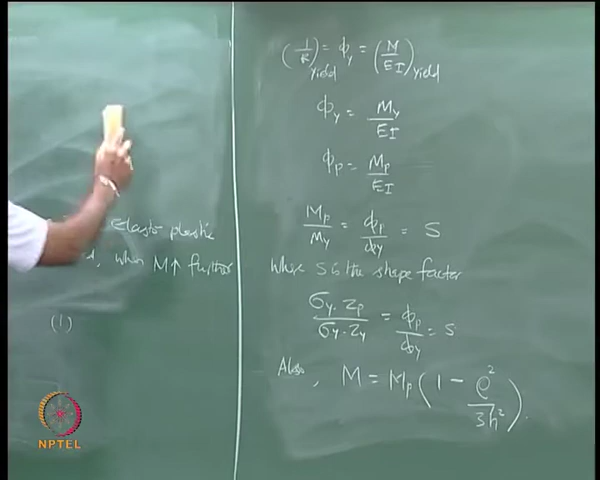 Elasto plastic
, when M↑ further
(1)
NPTEL
(1/R)yield = ϕy = (M/EI)yield
ϕy = My/EI
ϕp = Mp/EI
Mp/My = ϕp/ϕy = S
Where S is the shape factor
σy·Zp/σy·Zy = ϕp/ϕy = S
Also, M = Mp(1 − e²/3h²).